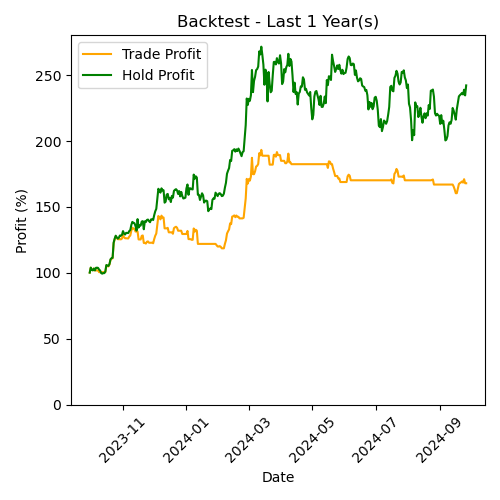 Backtest - Last 1 Year(s)
Trade Profit
Hold Profit
Profit (%)
250
200
150
100
50
0
2023-11
2024-01
2024-03
2024-05
2024-07
2024-09
Date